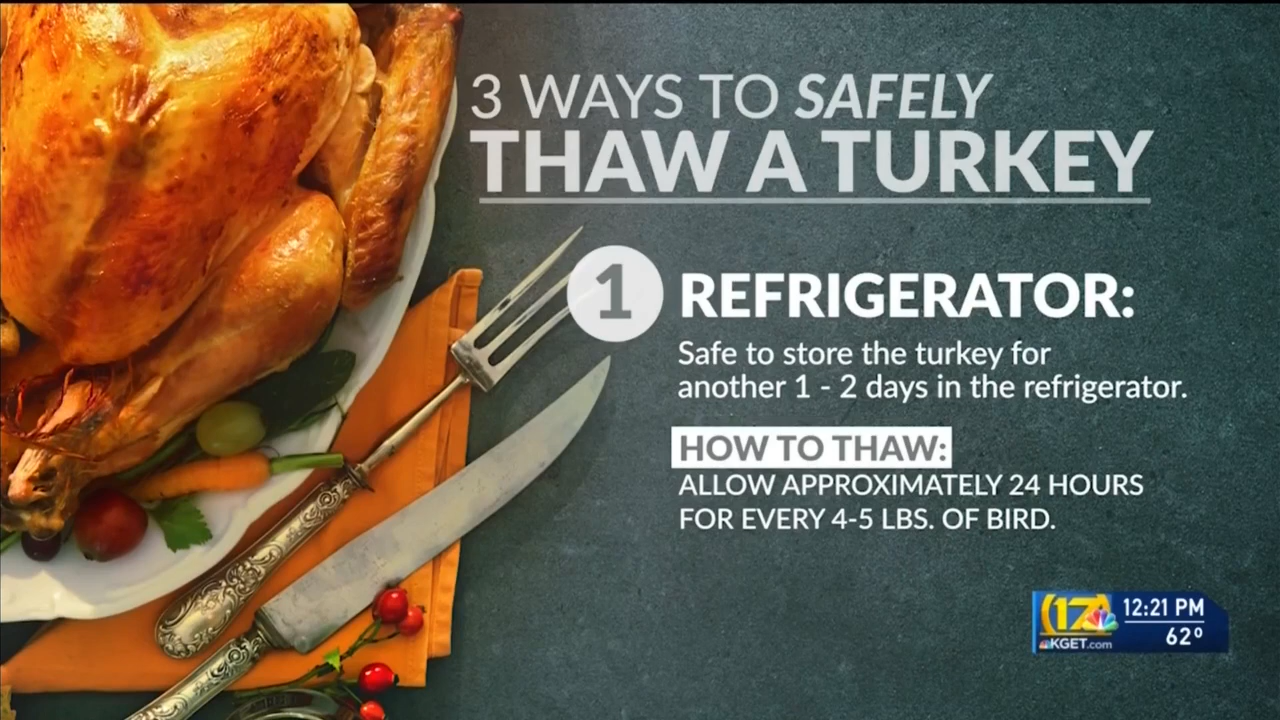 3 WAYS TO SAFELY
THAW A TURKEY
1
REFRIGERATOR:
Safe to store the turkey for
another 1 - 2 days in the refrigerator.
HOW TO THAW:
ALLOW APPROXIMATELY 24 HOURS
FOR EVERY 4-5 LBS. OF BIRD.
17
12:21 PM
KGET.com
62º